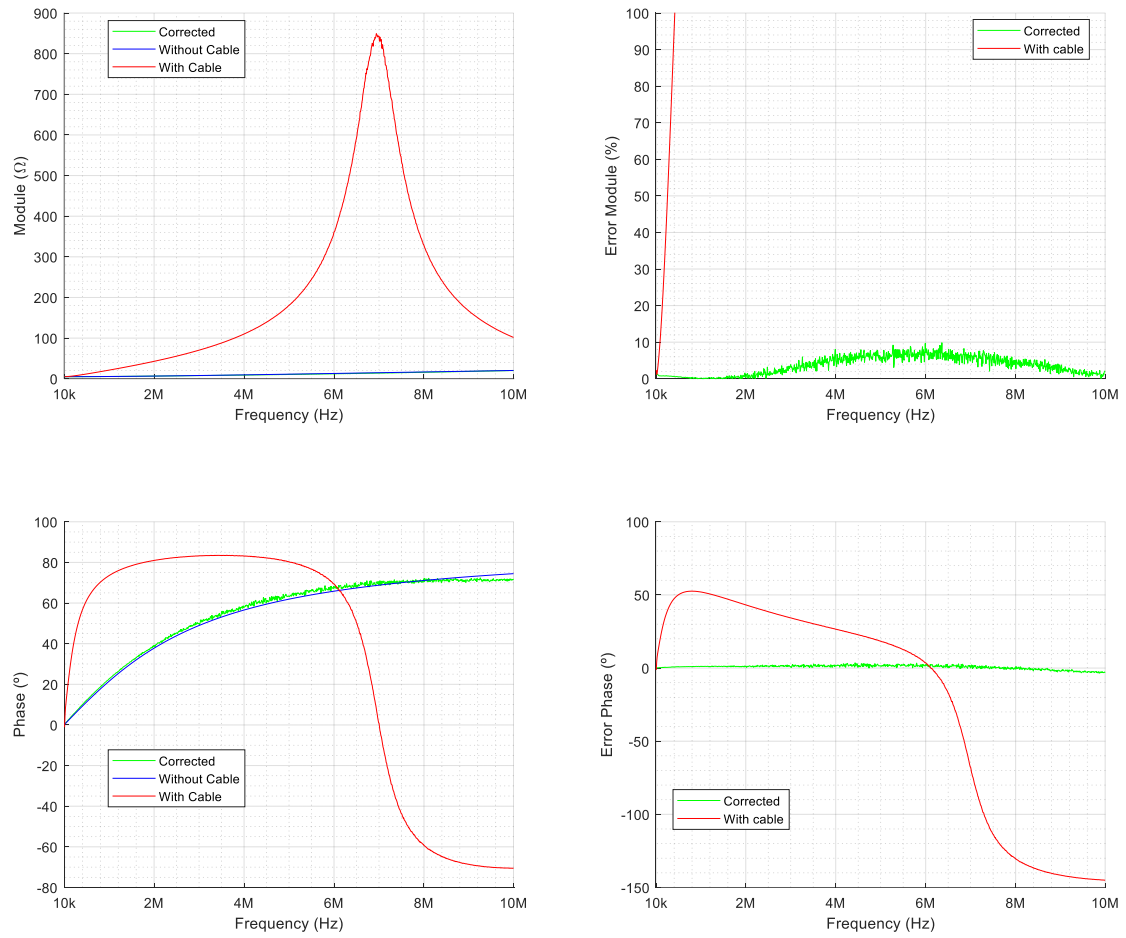 900
800
700
600
500
400
300
200
100
0
Module (Ω)
Corrected
Without Cable
With Cable
10k 2M 4M 6M 8M 10M
Frequency (Hz)
100
90
80
70
60
50
40
30
20
10
0
Error Module (%)
Corrected
With cable
10k 2M 4M 6M 8M 10M
Frequency (Hz)
100
80
60
40
20
0
-20
-40
-60
-80
Phase (º)
Corrected
Without Cable
With Cable
10k 2M 4M 6M 8M 10M
Frequency (Hz)
100
50
0
-50
-100
-150
Error Phase (º)
Corrected
With cable
10k 2M 4M 6M 8M 10M
Frequency (Hz)